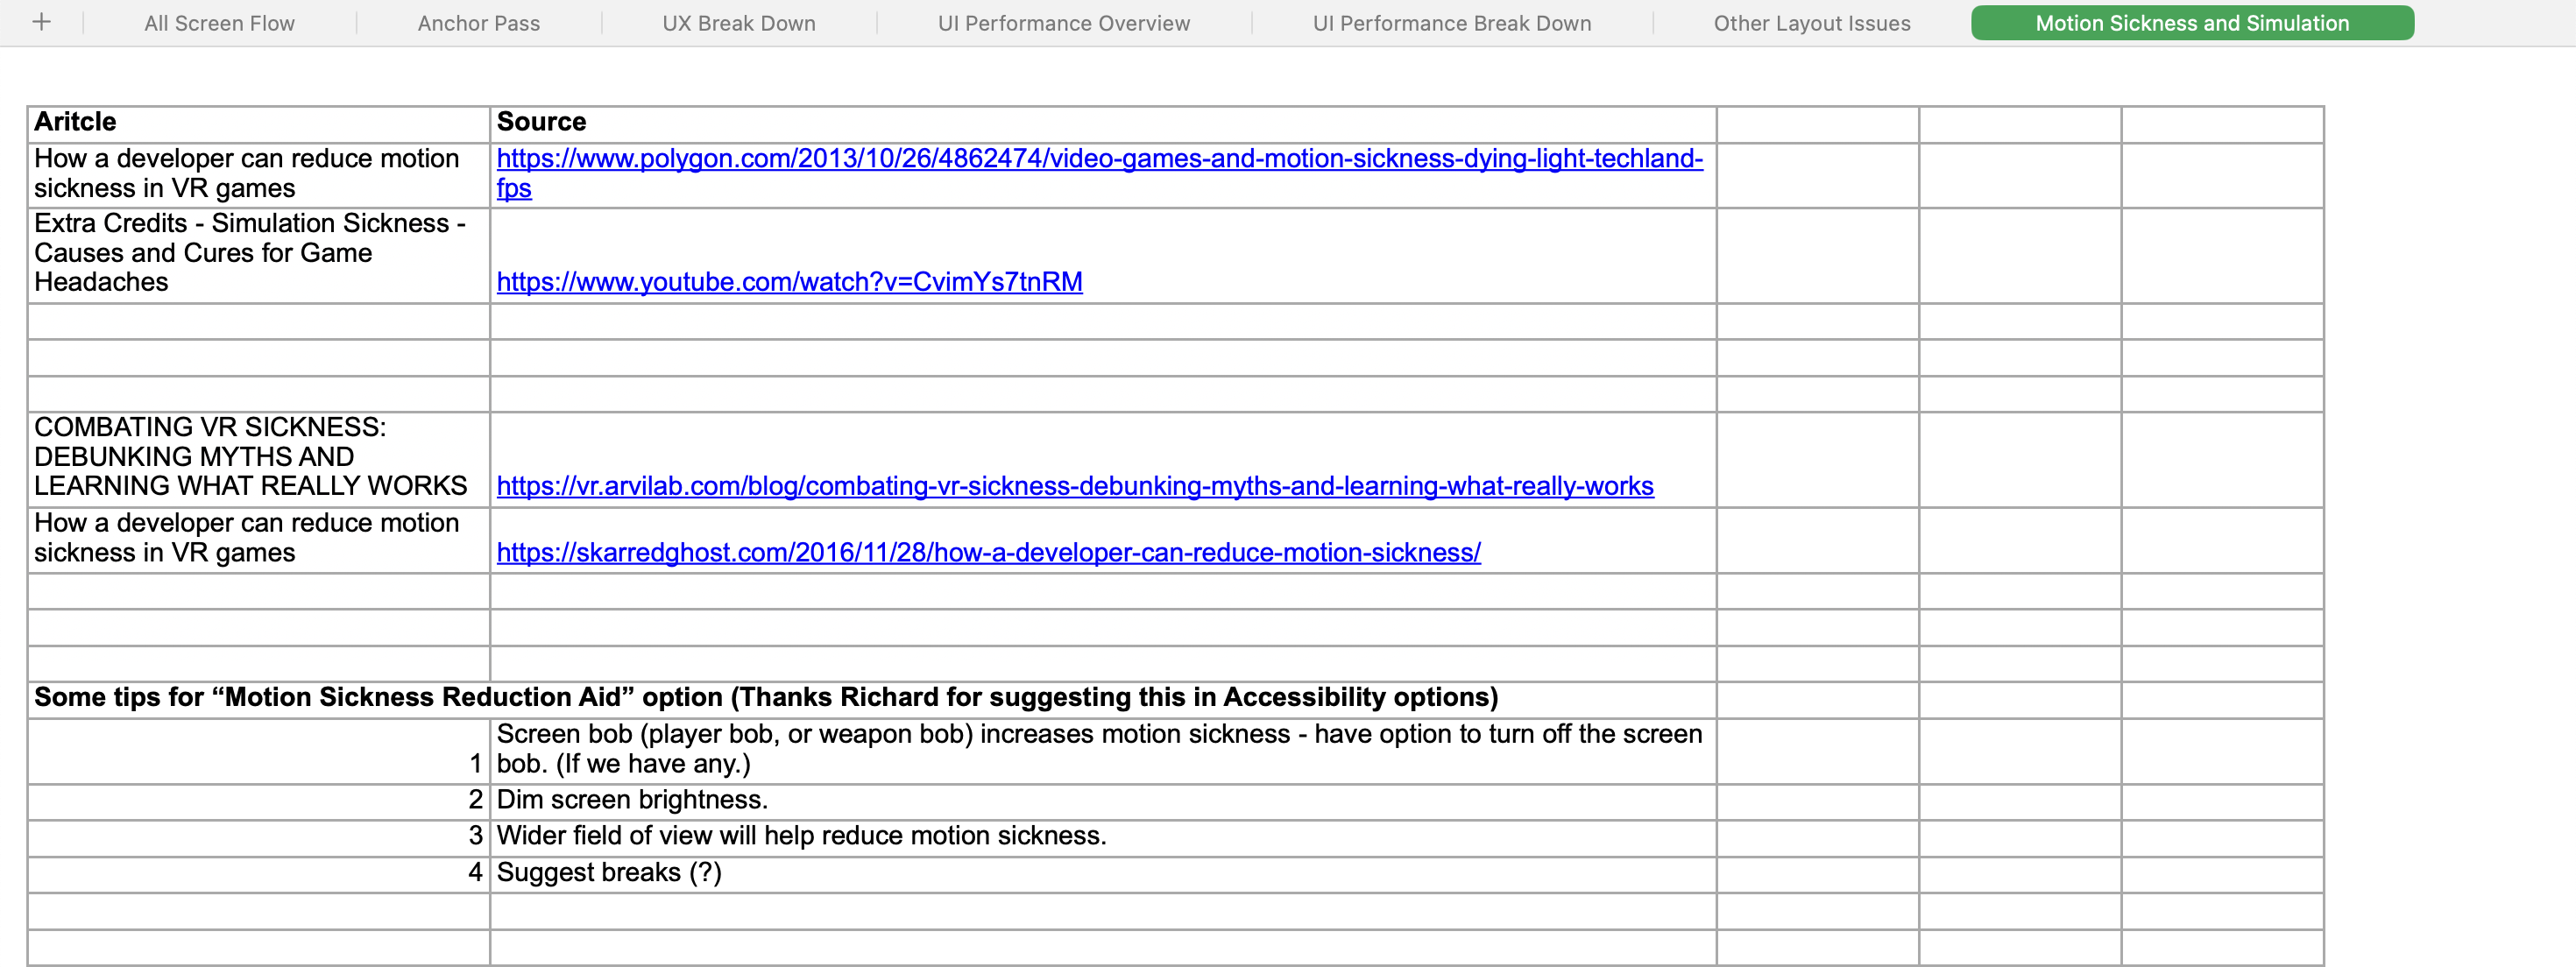 + All Screen Flow Anchor Pass UX Break Down UI Performance Overview UI Performance Break Down Other Layout Issues Motion Sickness and Simulation
Aritcle Source
How a developer can reduce motion
sickness in VR games
https://www.polygon.com/2013/10/26/4862474/video-games-and-motion-sickness-dying-light-techland-
fps
Extra Credits - Simulation Sickness -
Causes and Cures for Game
Headaches
https://www.youtube.com/watch?v=CvimYs7tnRM
COMBATING VR SICKNESS:
DEBUNKING MYTHS AND
LEARNING WHAT REALLY WORKS
https://vr.arvilab.com/blog/combating-vr-sickness-debunking-myths-and-learning-what-really-works
How a developer can reduce motion
sickness in VR games
https://skarredghost.com/2016/11/28/how-a-developer-can-reduce-motion-sickness/
Some tips for “Motion Sickness Reduction Aid” option (Thanks Richard for suggesting this in Accessibility options)
Screen bob (player bob, or weapon bob) increases motion sickness - have option to turn off the screen
1 bob. (If we have any.)
2 Dim screen brightness.
3 Wider field of view will help reduce motion sickness.
4 Suggest breaks (?)